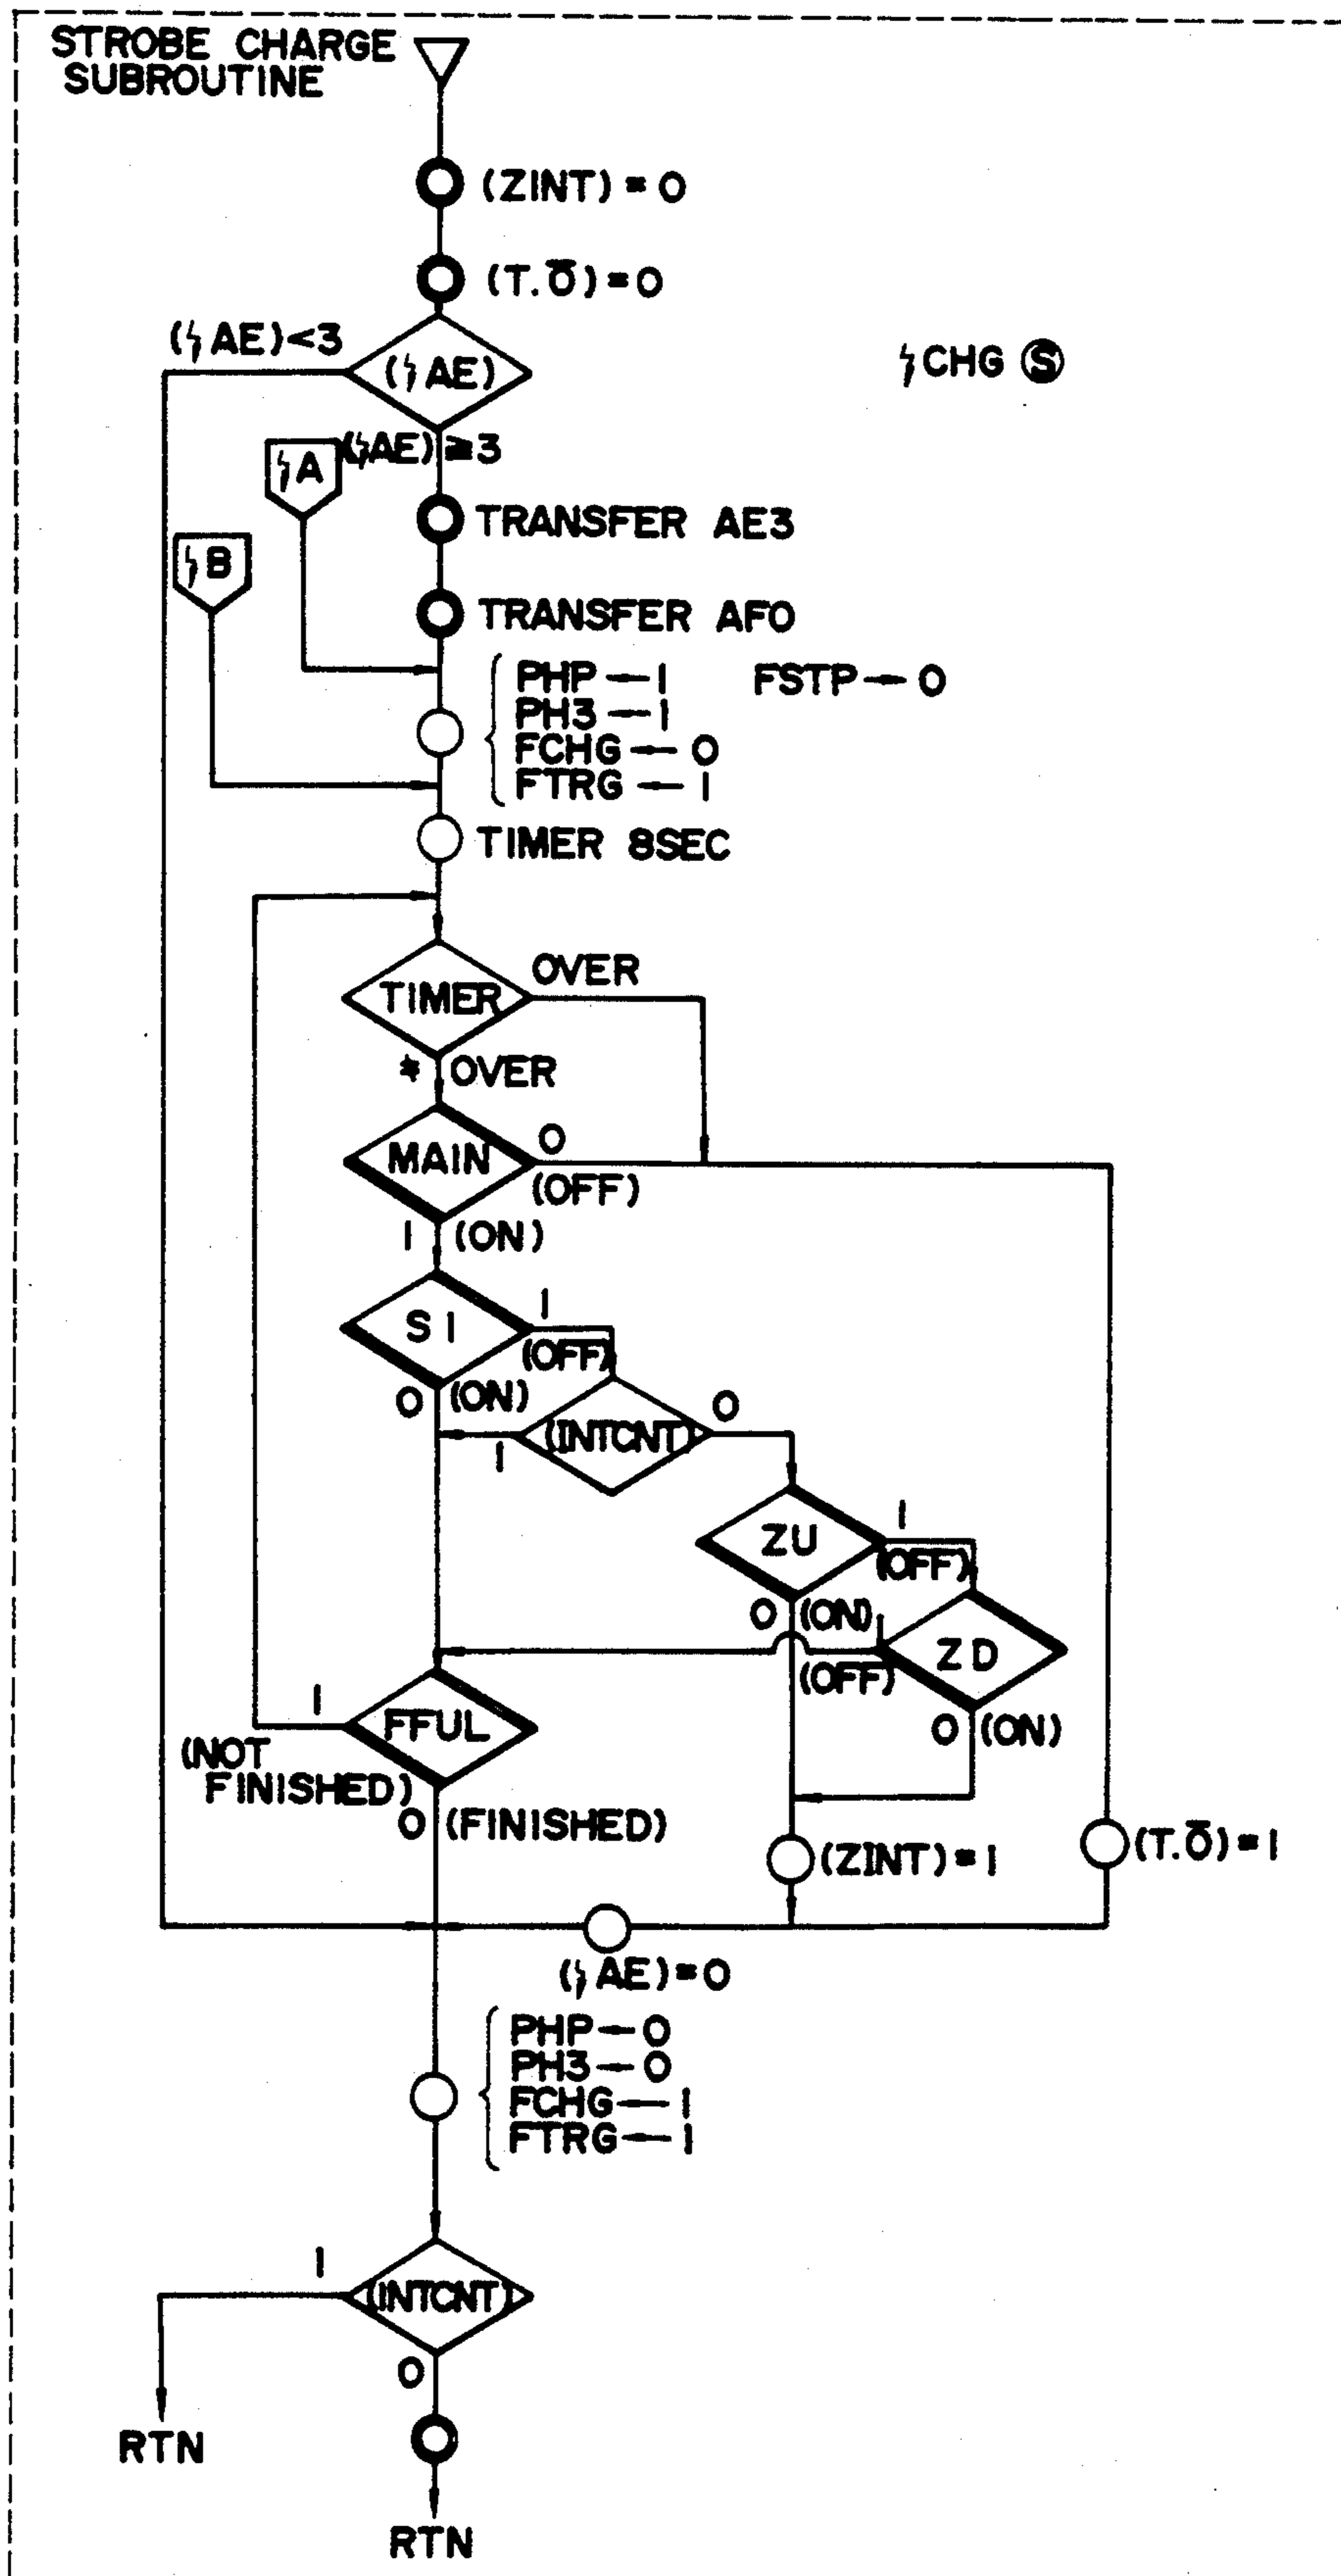 STROBE CHARGE
SUBROUTINE
(ZINT) = 0
(T.Ō) = 0
(ϟAE)<3
(ϟAE)
ϟCHG Ⓢ
(ϟAE)≧3
ϟA
TRANSFER AE3
ϟB
TRANSFER AF0
PHP ← 1 FSTP ← 0
PH3 ← 1
FCHG ← 0
FTRG ← 1
TIMER 8SEC
TIMER
OVER
* OVER
MAIN
0
(OFF)
1 (ON)
S1
1
(OFF)
0 (ON)
(INTCNT)
0
1
ZU
1
(OFF)
0 (ON)
1
(OFF)
ZD
0 (ON)
FFUL
1
(NOT
FINISHED)
0 (FINISHED)
(ZINT) = 1
(T.Ō) = 1
(ϟAE) = 0
PHP ← 0
PH3 ← 0
FCHG ← 1
FTRG ← 1
1
(INTCNT)
0
RTN
RTN